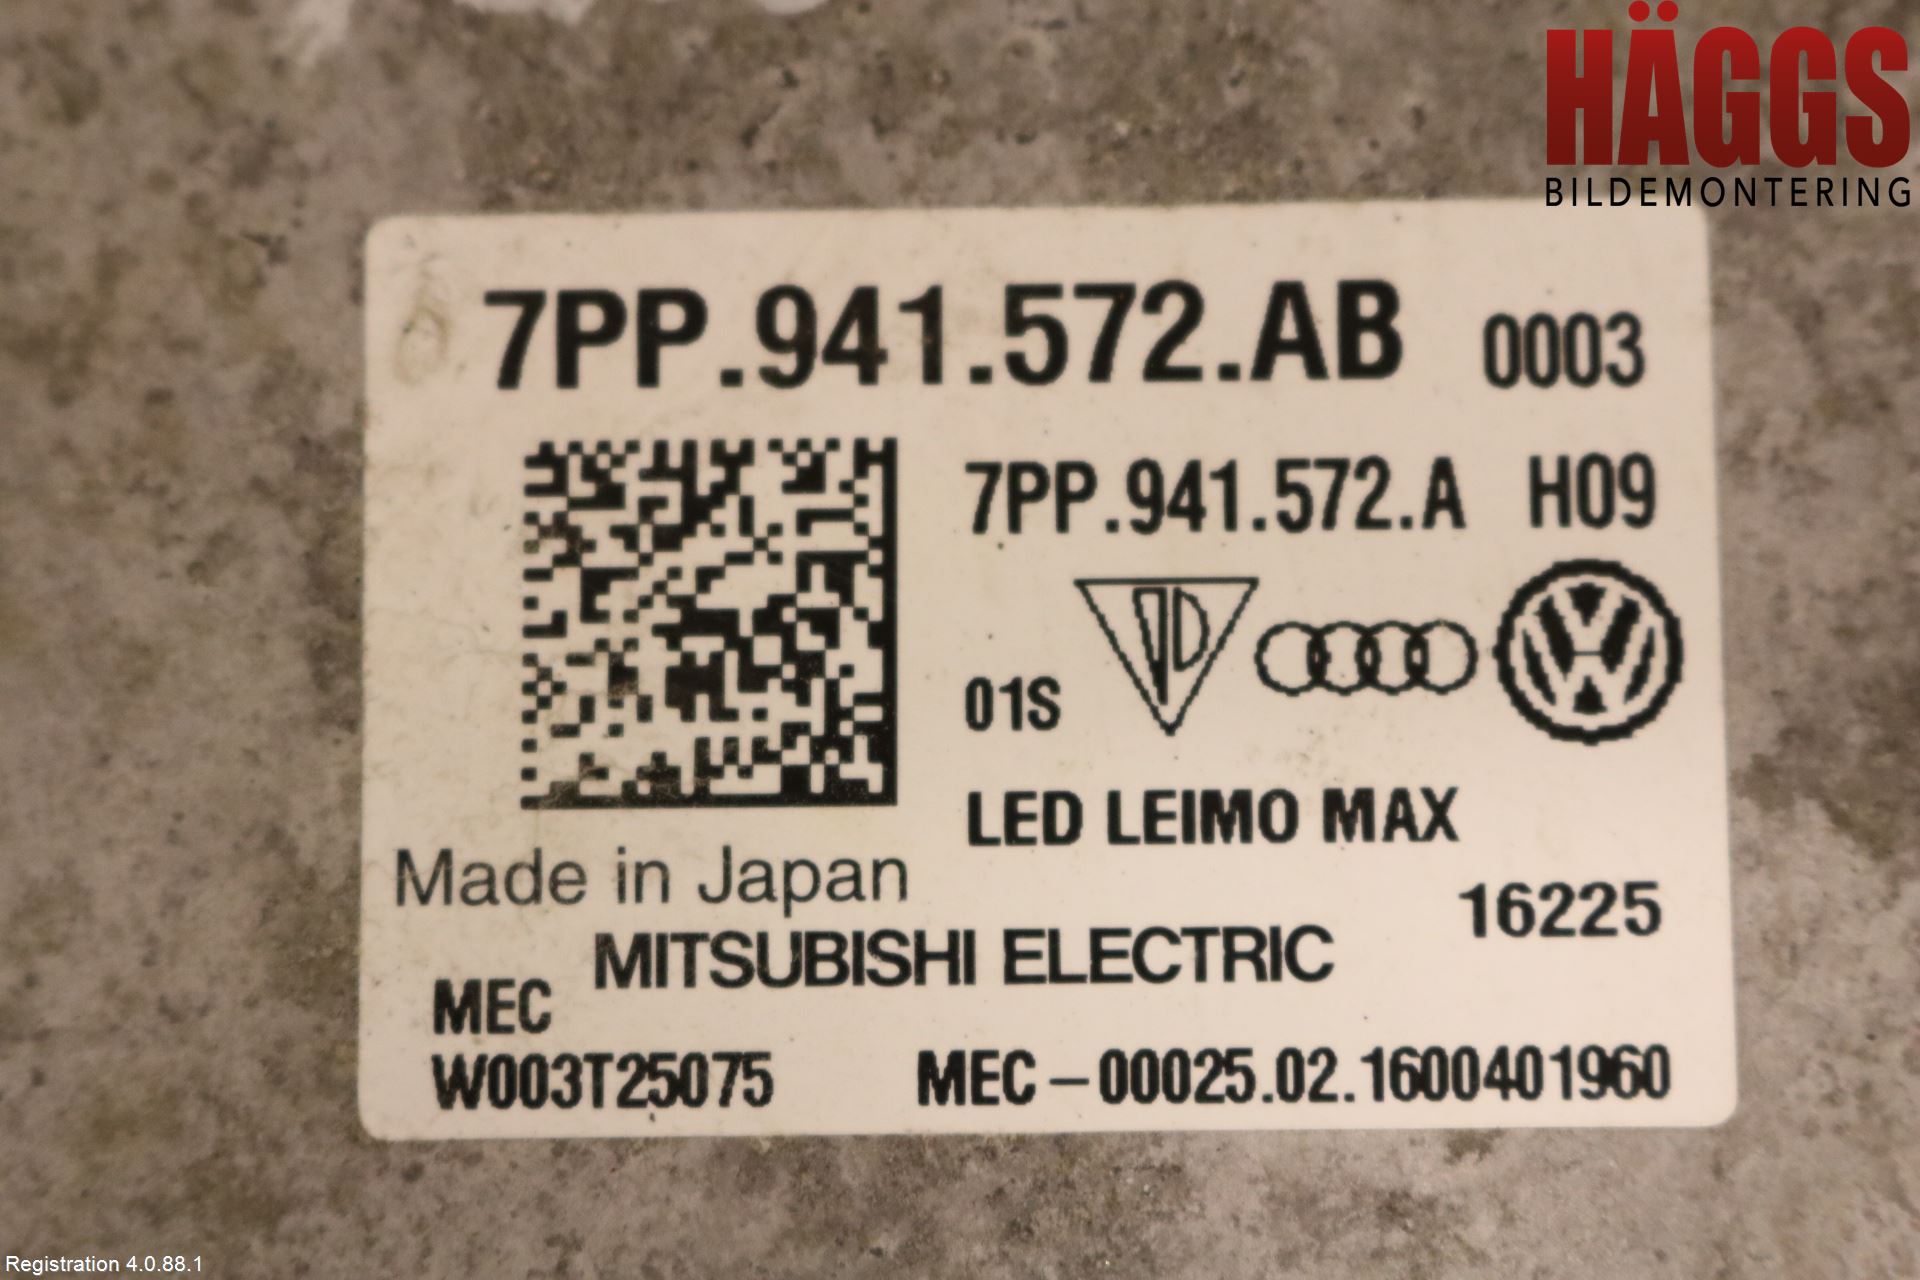 HÄGGS
BILDEMONTERING
7PP.941.572.AB 0003
7PP.941.572.A H09
01S
LED LEIMO MAX
Made in Japan
16225
MITSUBISHI ELECTRIC
MEC
W003T25075 MEC-00025.02.1600401960
Registration 4.0.88.1